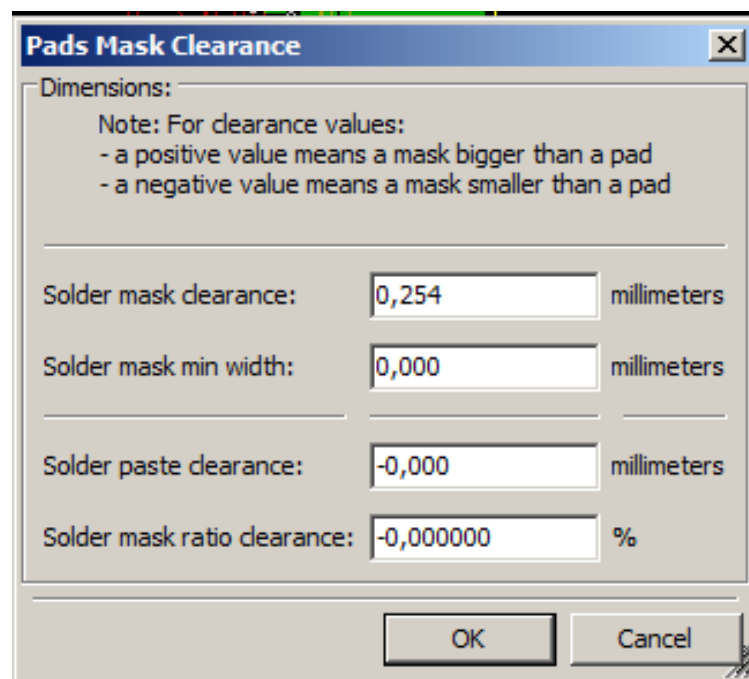 Pads Mask Clearance
Dimensions:
Note: For clearance values:
- a positive value means a mask bigger than a pad
- a negative value means a mask smaller than a pad
Solder mask clearance: 0,254 millimeters
Solder mask min width: 0,000 millimeters
Solder paste clearance: -0,000 millimeters
Solder mask ratio clearance: -0,000000 %
OK Cancel